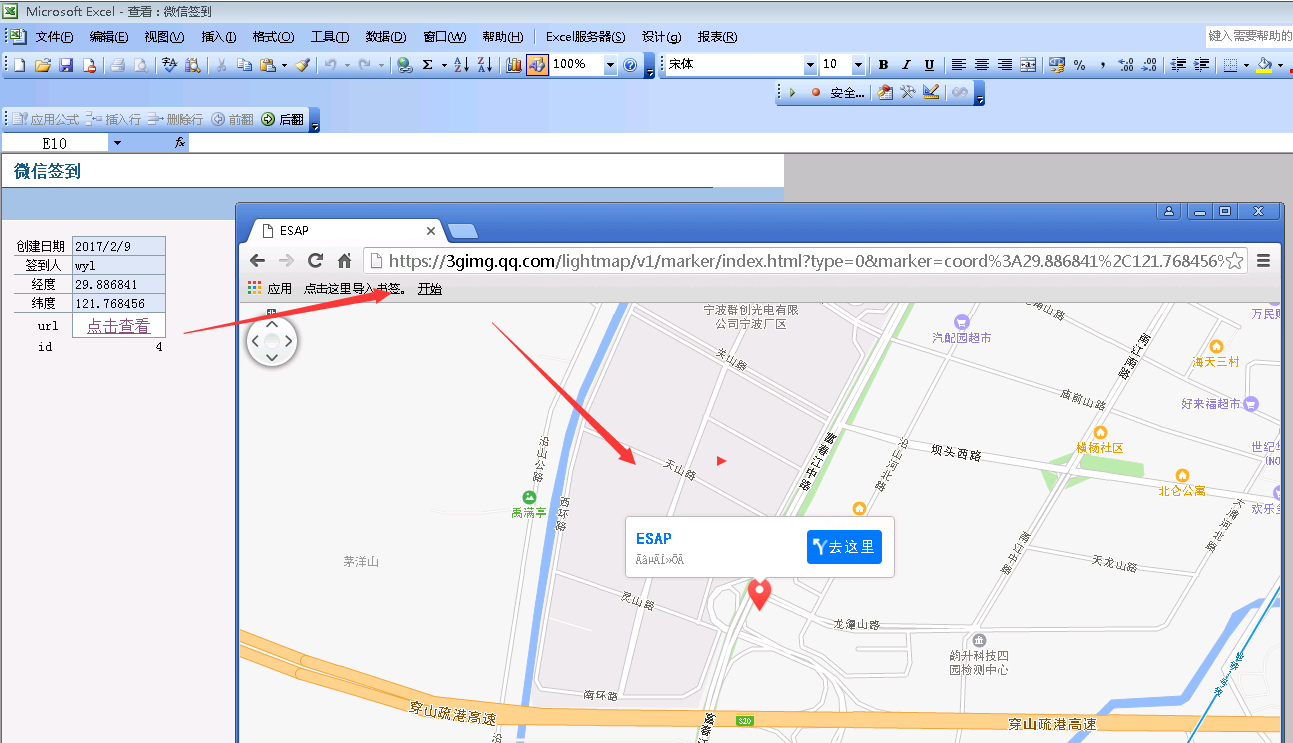 Microsoft Excel - 查看：微信签到
文件(F) 编辑(E) 视图(V) 插入(I) 格式(O) 工具(T) 数据(D) 窗口(W) 帮助(H) Excel服务器(S) 设计(g) 报表(R)
键入需要帮助的
100% 宋体 10 B I U
安全...
应用公式 插入行 删除行 前翻 后翻
E10 fx
微信签到
创建日期 2017/2/9
签到人 wyl
经度 29.886841
纬度 121.768456
url 点击查看
id 4
ESAP
https://3gimg.qq.com/lightmap/v1/marker/index.html?type=0&marker=coord%3A29.886841%2C121.768456%
应用 点击这里导入书签。 开始
宁波群创光电有限
公司宁波厂区
关山路
汽配园超市
嵩山路
万民
海天三村
禹江南路
庙前山路
好来福超市
富春江中路
沿山河北路
坝头西路
横杨社区
世纪
(NO
北仑公寓
欢乐
大浦河北路
沿山公路
西环路
天山路
禹满亭
茅洋山
ESAP
去这里
ÃâµÄÍ»ÕÂ
灵山路
龙潭山路
天龙山路
韵升科技四
园检测中心
南环路
穿山疏港高速
S20
穿山疏港高速